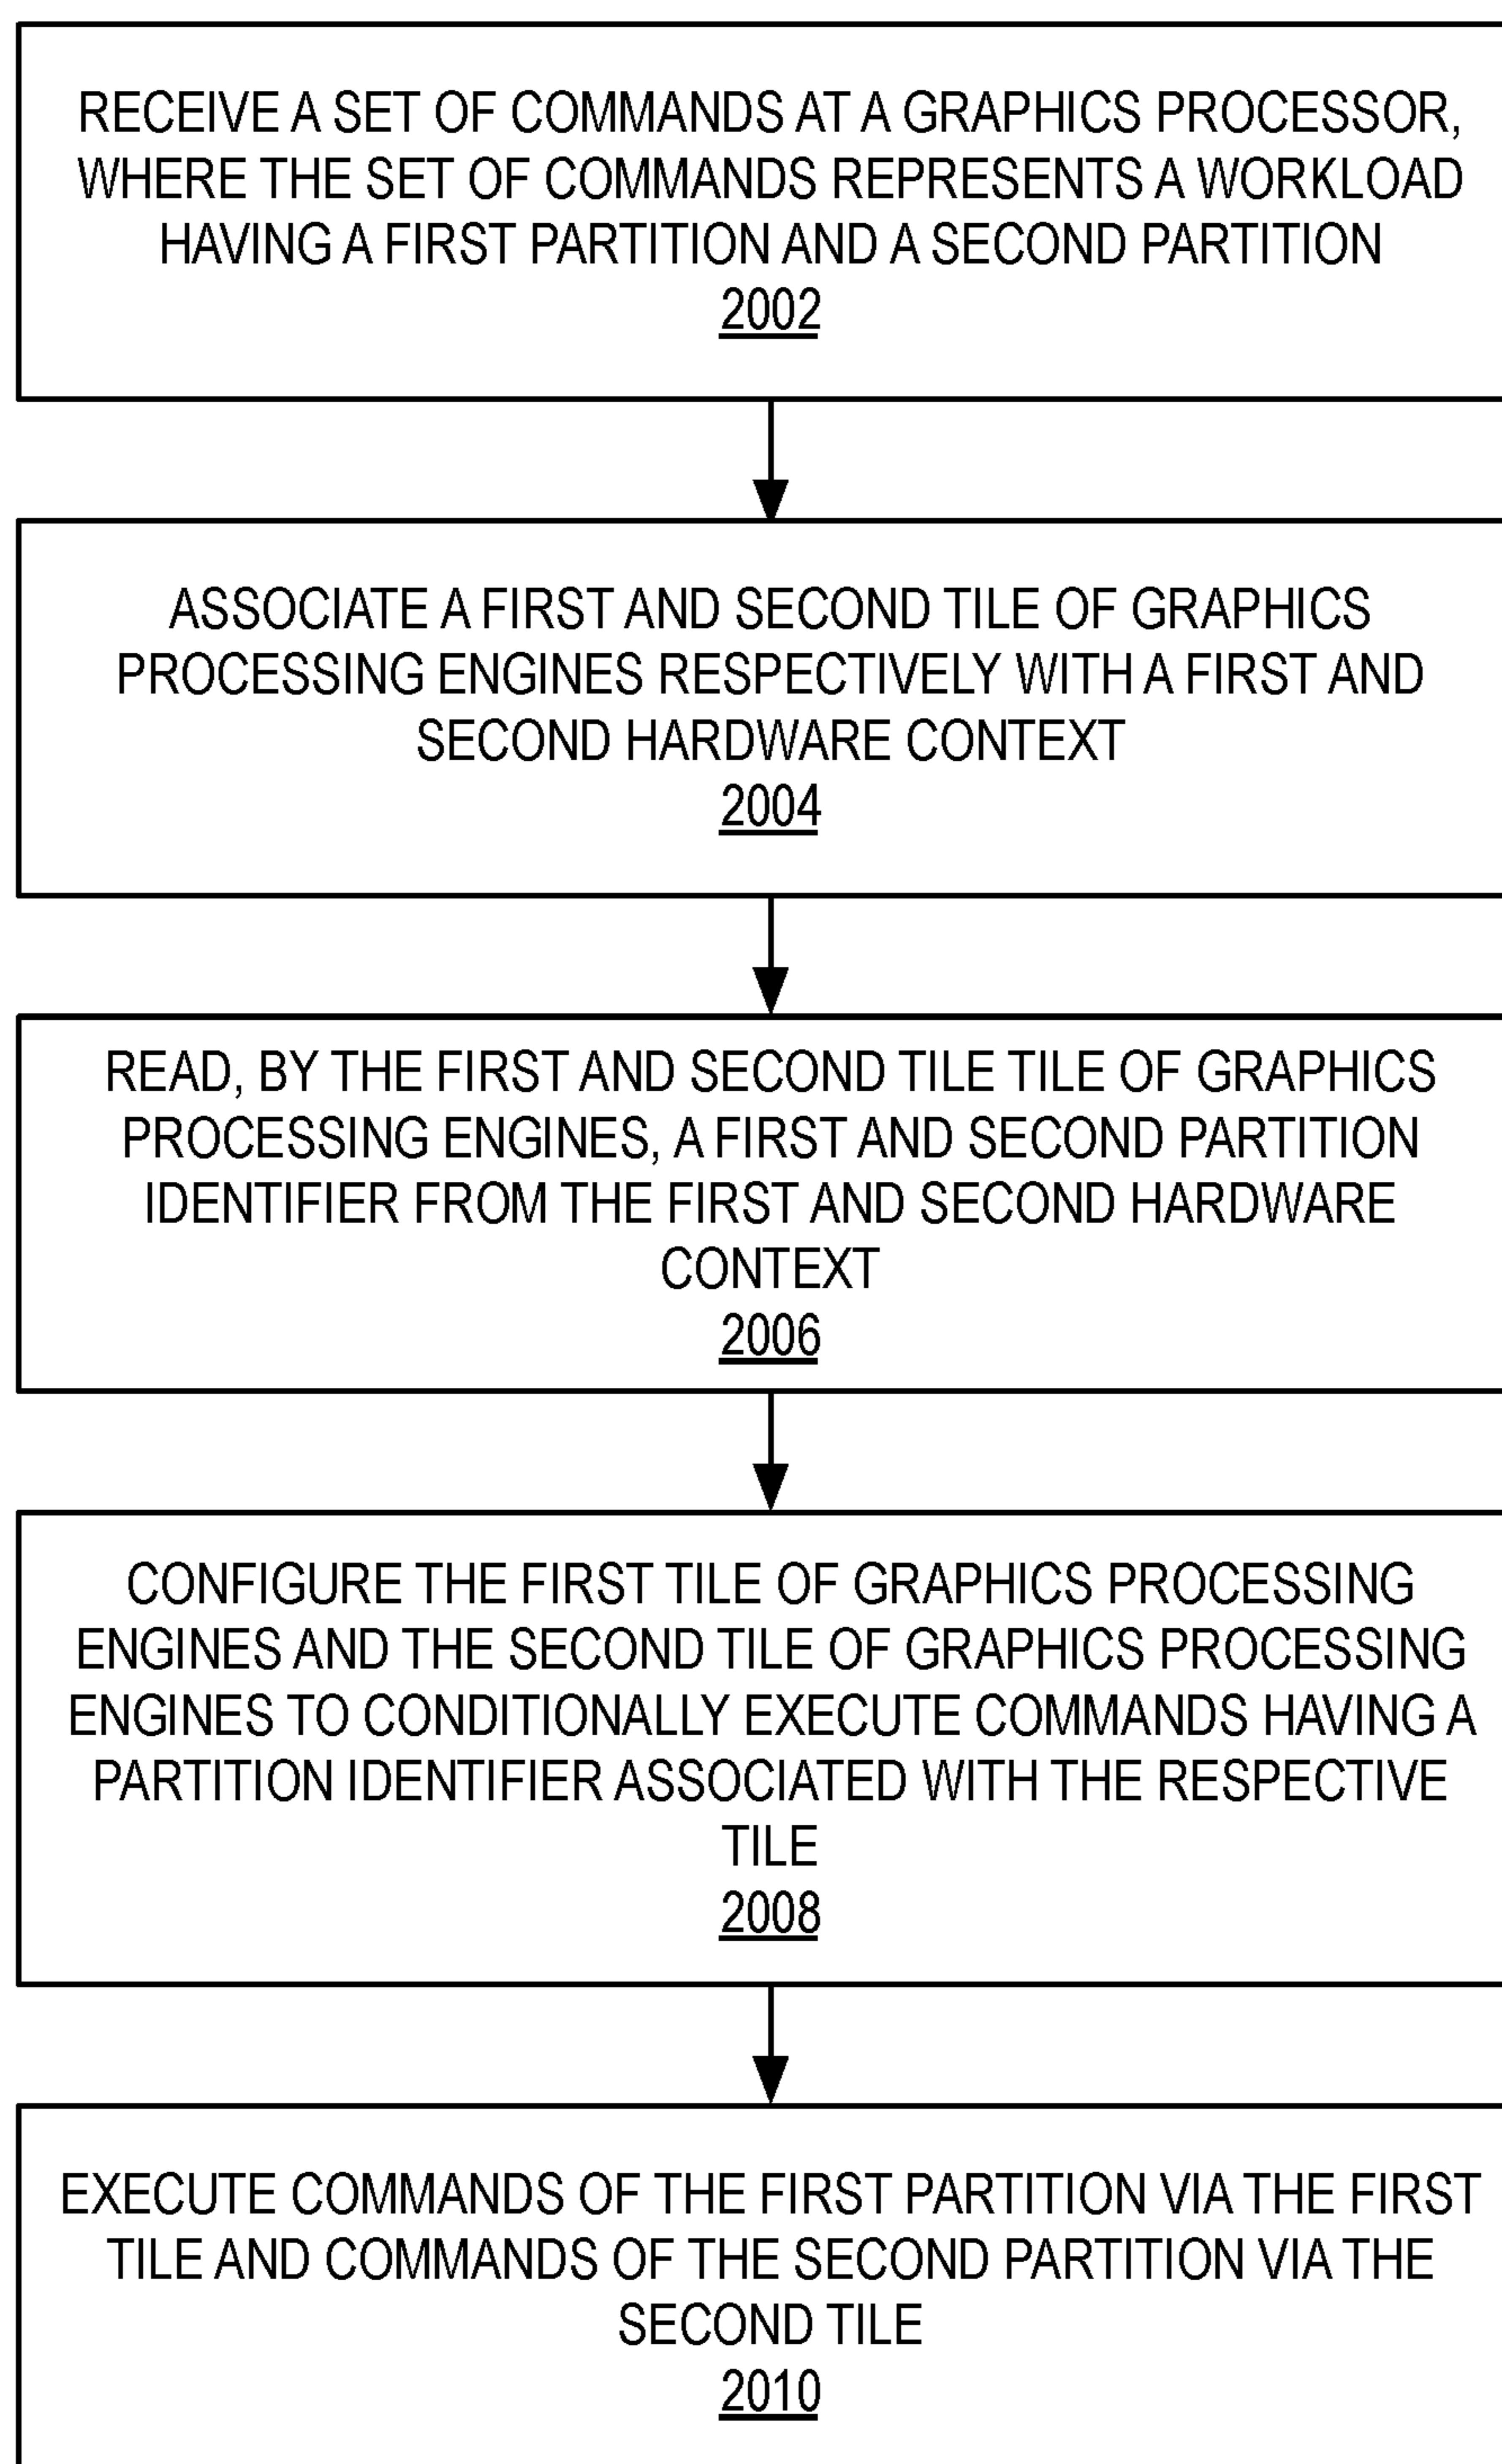 RECEIVE A SET OF COMMANDS AT A GRAPHICS PROCESSOR,
WHERE THE SET OF COMMANDS REPRESENTS A WORKLOAD
HAVING A FIRST PARTITION AND A SECOND PARTITION
2002
ASSOCIATE A FIRST AND SECOND TILE OF GRAPHICS
PROCESSING ENGINES RESPECTIVELY WITH A FIRST AND
SECOND HARDWARE CONTEXT
2004
READ, BY THE FIRST AND SECOND TILE TILE OF GRAPHICS
PROCESSING ENGINES, A FIRST AND SECOND PARTITION
IDENTIFIER FROM THE FIRST AND SECOND HARDWARE
CONTEXT
2006
CONFIGURE THE FIRST TILE OF GRAPHICS PROCESSING
ENGINES AND THE SECOND TILE OF GRAPHICS PROCESSING
ENGINES TO CONDITIONALLY EXECUTE COMMANDS HAVING A
PARTITION IDENTIFIER ASSOCIATED WITH THE RESPECTIVE
TILE
2008
EXECUTE COMMANDS OF THE FIRST PARTITION VIA THE FIRST
TILE AND COMMANDS OF THE SECOND PARTITION VIA THE
SECOND TILE
2010